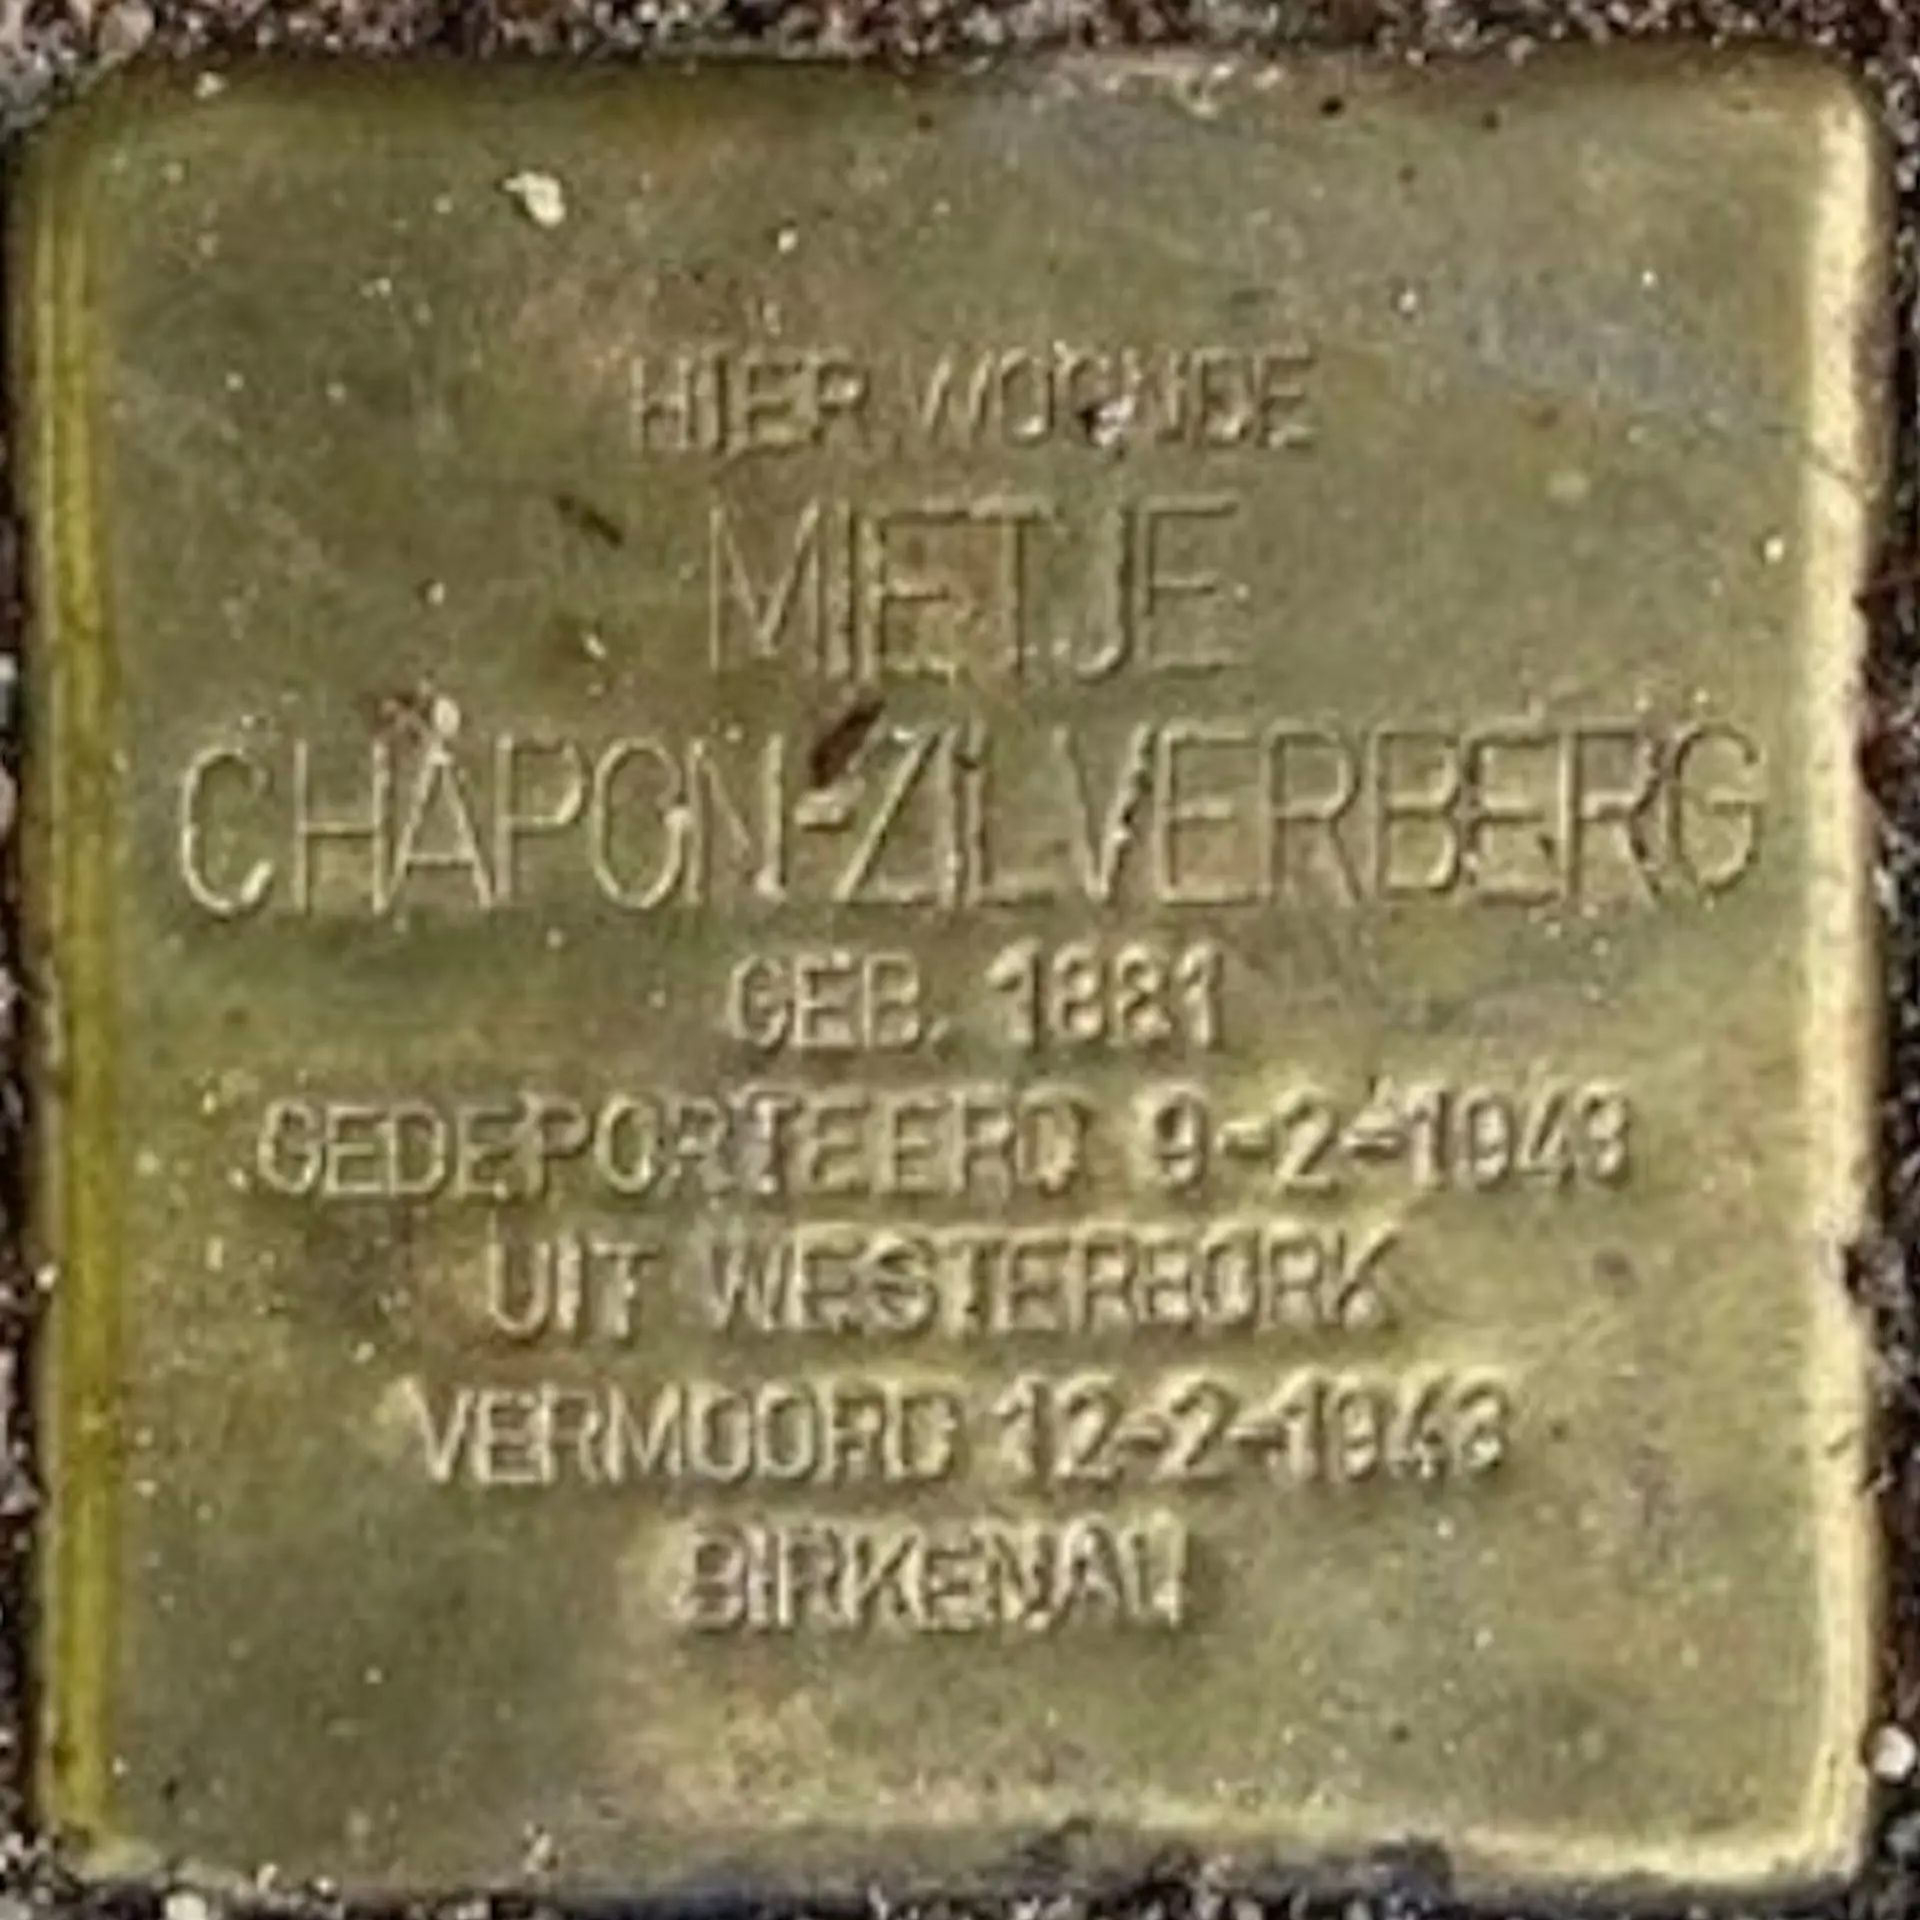 HIER WOONDE
MIETJE
CHAPON-ZILVERBERG
GEB. 1881
GEDEPORTEERD 9-2-1943
UIT WESTERBORK
VERMOORD 12-2-1943
BIRKENAU